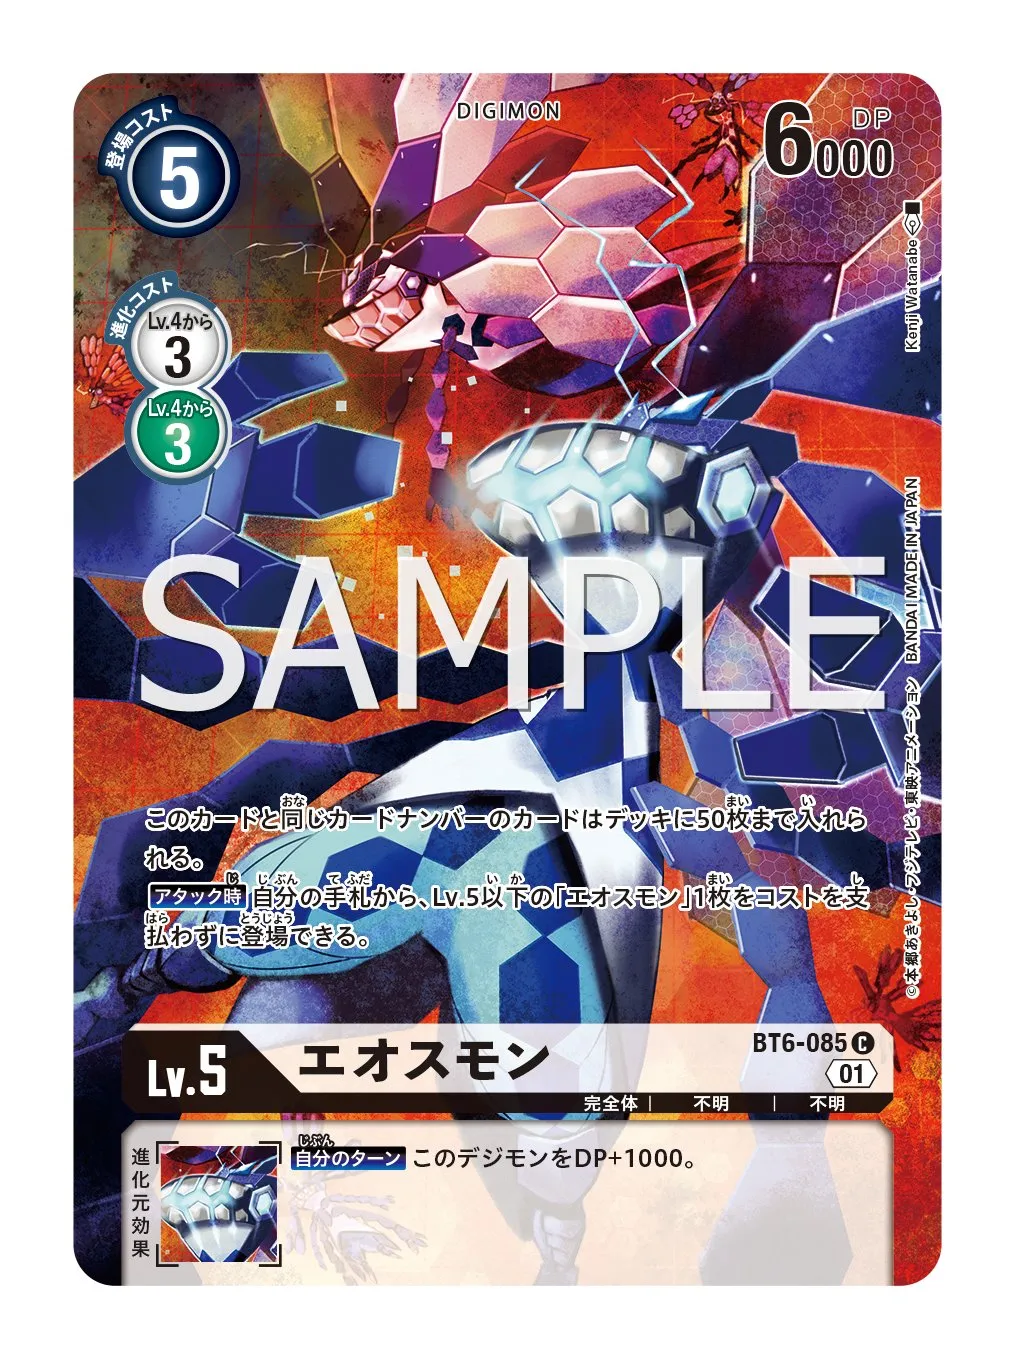 DIGIMON
登場コスト
5
6000
DP
進化コスト
Lv.4から
3
Lv.4から
3
Kenji Watanabe
SAMPLE
©本郷あきよし・フジテレビ・東映アニメーション BANDAI MADE IN JAPAN
このカードと同じカードナンバーのカードはデッキに50枚まで入れら
れる。
アタック時 自分の手札から、Lv.5以下の「エオスモン」1枚をコストを支
払わずに登場できる。
BT6-085 C
Lv.5
エオスモン
01
完全体 | 不明 | 不明
進化元効果
自分のターン このデジモンをDP+1000。